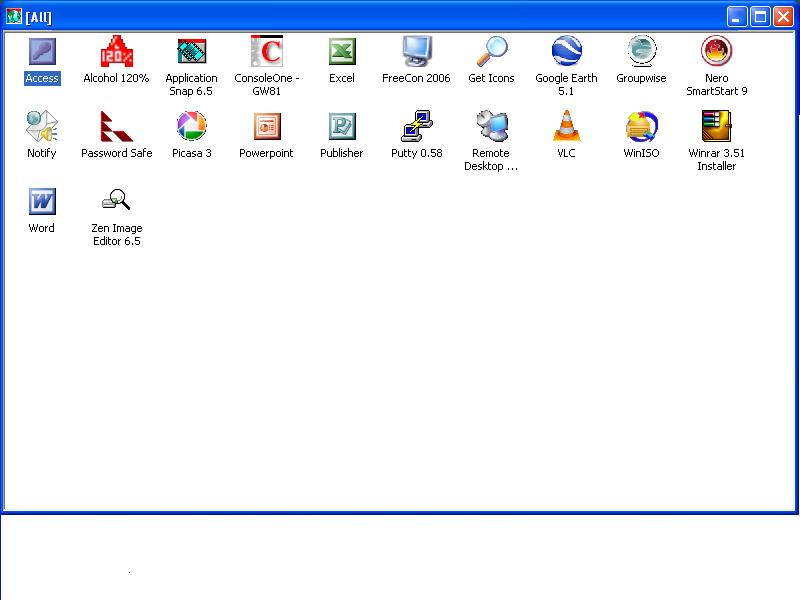 [All]
Access
Alcohol 120%
Application
Snap 6.5
ConsoleOne -
GW81
Excel
FreeCon 2006
Get Icons
Google Earth
5.1
Groupwise
Nero
SmartStart 9
Notify
Password Safe
Picasa 3
Powerpoint
Publisher
Putty 0.58
Remote
Desktop ...
VLC
WinISO
Winrar 3.51
Installer
Word
Zen Image
Editor 6.5
120%
C
W